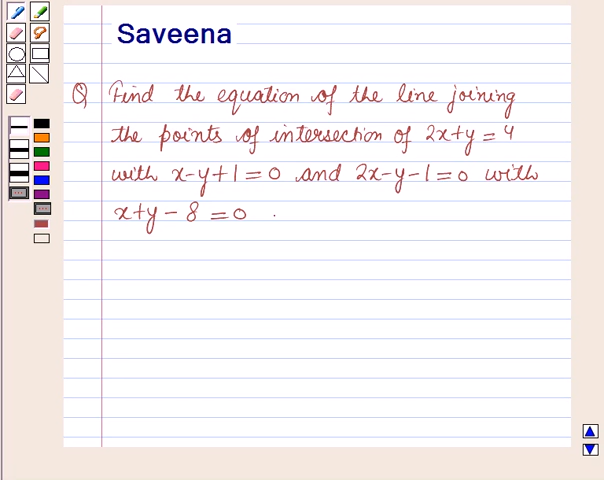 Saveena
Q Find the equation of the line joining
the points of intersection of 2x+y=4
with x-y+1=0 and 2x-y-1=0 with
x+y-8=0.